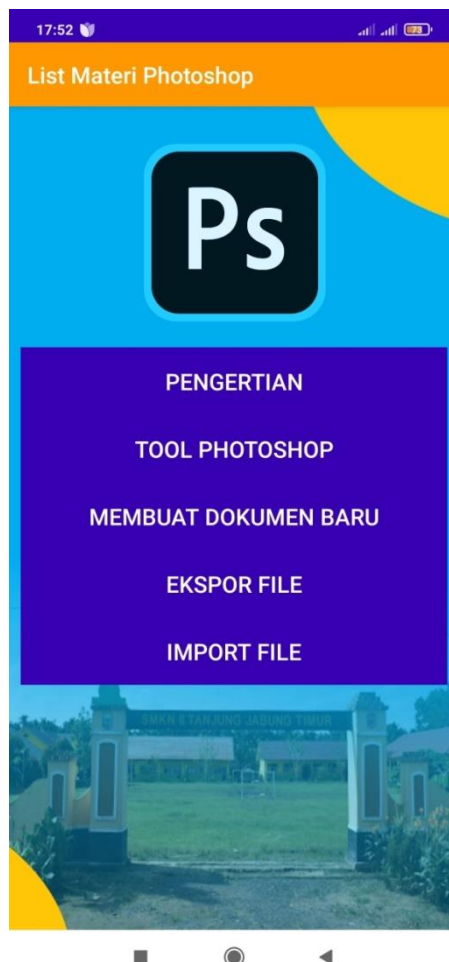 17:52
73
List Materi Photoshop
Ps
PENGERTIAN
TOOL PHOTOSHOP
MEMBUAT DOKUMEN BARU
EKSPOR FILE
IMPORT FILE
SMKN 6 TANJUNG JABUNG TIMUR